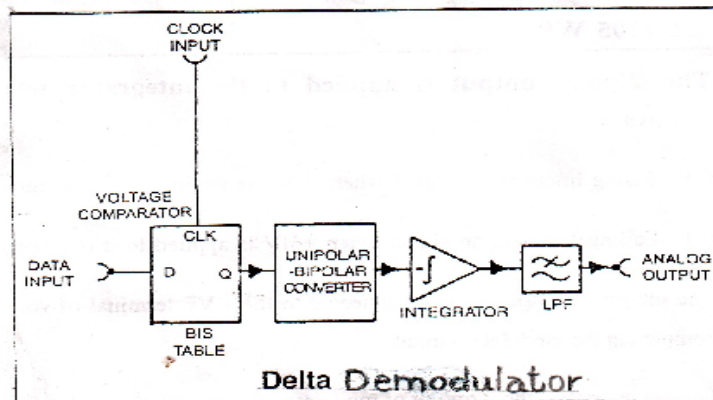 CLOCK
INPUT
VOLTAGE
COMPARATOR
CLK
DATA
INPUT
D
Q
UNIPOLAR
-BIPOLAR
CONVERTER
-∫
INTEGRATOR
LPF
ANALOG
OUTPUT
BIS
TABLE
Delta Demodulator